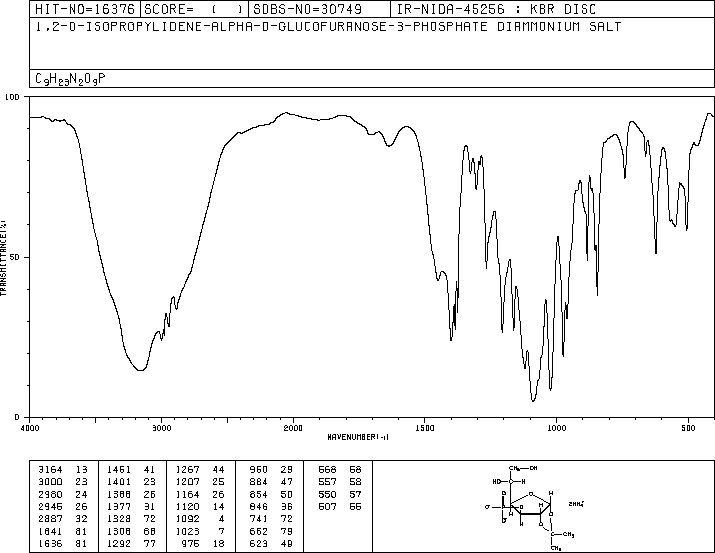 HIT-NO=16376 SCORE= ( ) SDBS-NO=30749 IR-NIDA-45256 : KBR DISC
1,2-O-ISOPROPYLIDENE-ALPHA-D-GLUCOFURANOSE-3-PHOSPHATE DIAMMONIUM SALT
C9H23N2O9P
100
50
0
TRANSMITTANCE(%)
4000 3000 2000 1500 1000 500
WAVENUMBER(-1)
3164 13 1451 41 1267 44 960 29 568 58
3000 23 1401 23 1207 25 884 47 557 58
2980 24 1388 26 1164 26 854 50 550 57
2945 26 1377 31 1120 14 846 36 507 55
2887 32 1328 72 1092 4 741 72
1641 81 1308 68 1023 7 662 79
1636 81 1292 77 975 18 623 49